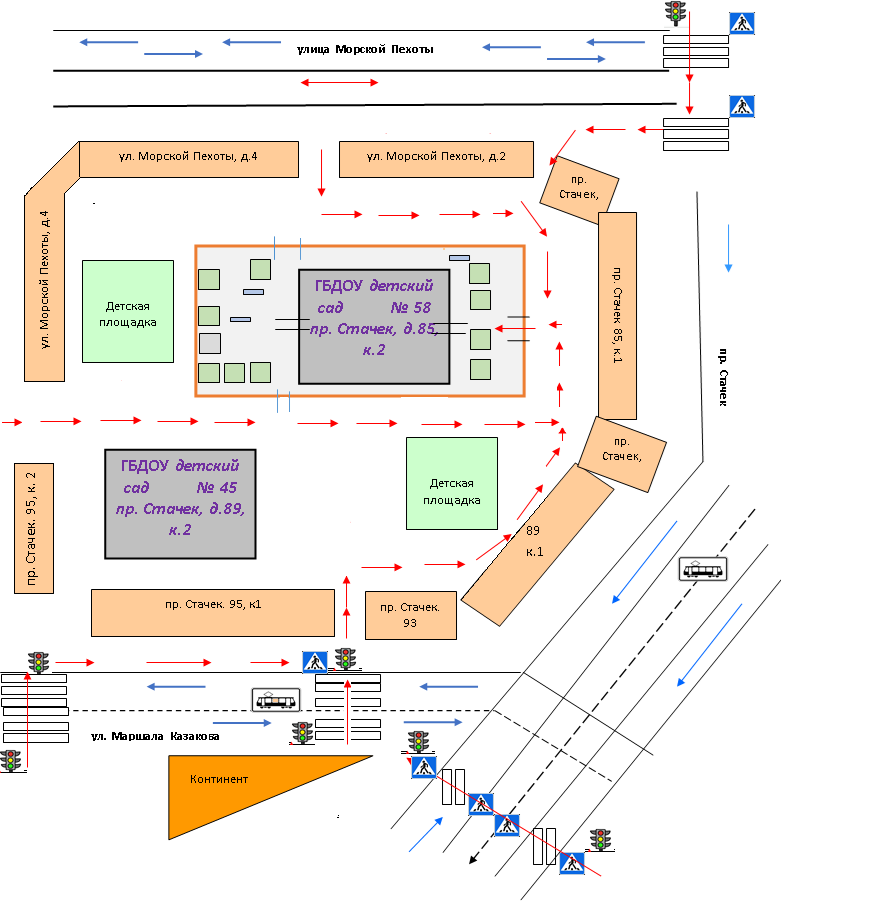 улица Морской Пехоты
ул. Морской Пехоты, д.4
ул. Морской Пехоты, д.2
пр.
Стачек,
ул. Морской Пехоты, д.4
Детская
площадка
ГБДОУ детский
сад № 58
пр. Стачек, д.85,
к.2
пр. Стачек 85, к.1
пр. Стачек
пр.
Стачек,
пр. Стачек. 95, к. 2
ГБДОУ детский
сад № 45
пр. Стачек, д.89,
к.2
Детская
площадка
89
к.1
пр. Стачек. 95, к1
пр. Стачек.
93
ул. Маршала Казакова
Континент